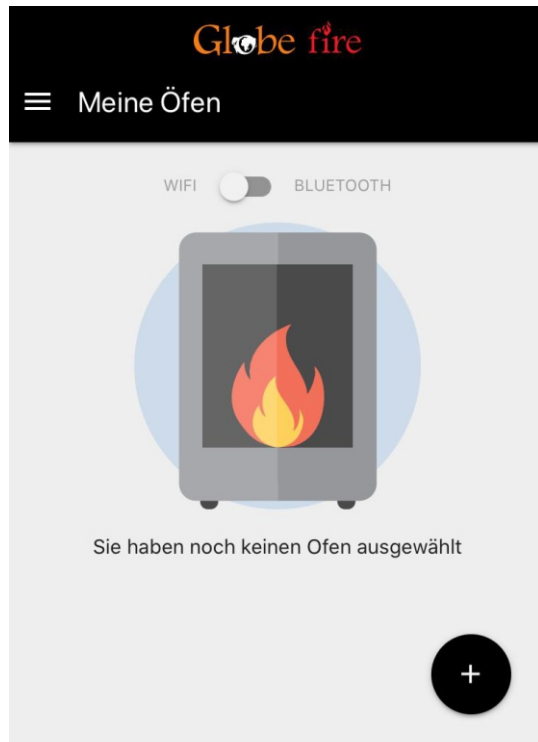 Globe fire
Meine Öfen
WIFI BLUETOOTH
Sie haben noch keinen Ofen ausgewählt
+